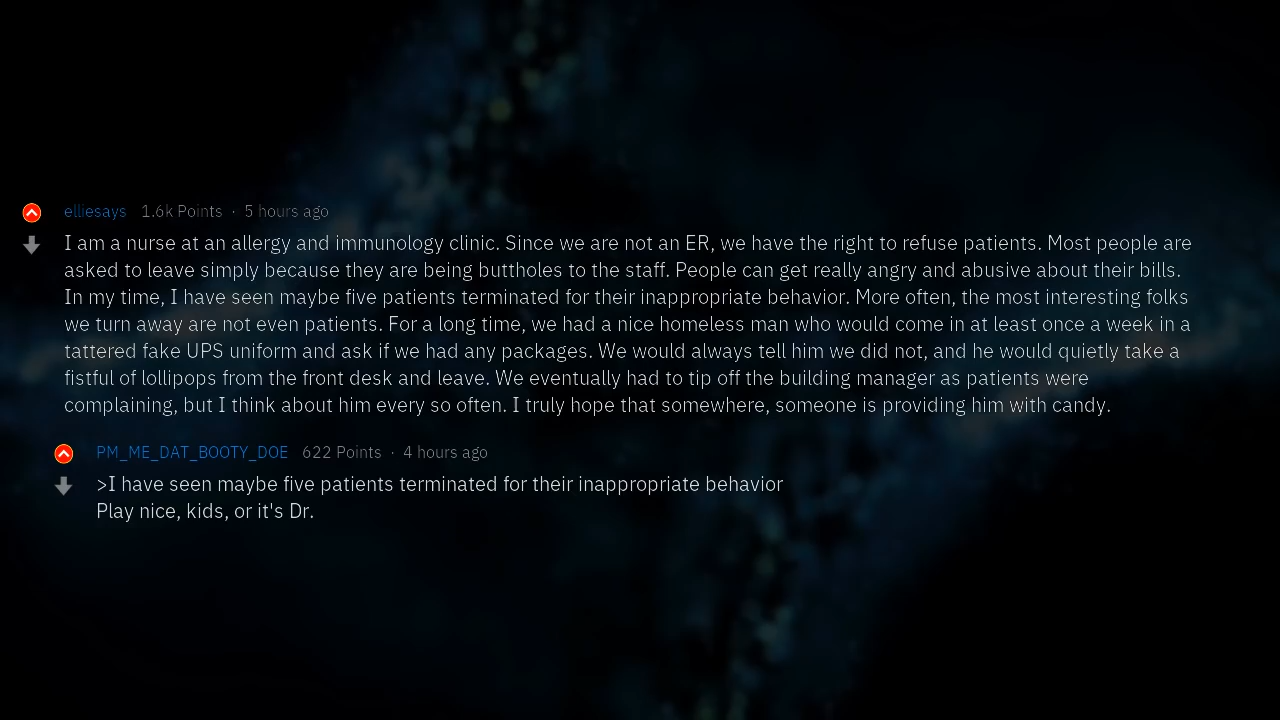 elliesays 1.6k Points · 5 hours ago
I am a nurse at an allergy and immunology clinic. Since we are not an ER, we have the right to refuse patients. Most people are
asked to leave simply because they are being buttholes to the staff. People can get really angry and abusive about their bills.
In my time, I have seen maybe five patients terminated for their inappropriate behavior. More often, the most interesting folks
we turn away are not even patients. For a long time, we had a nice homeless man who would come in at least once a week in a
tattered fake UPS uniform and ask if we had any packages. We would always tell him we did not, and he would quietly take a
fistful of lollipops from the front desk and leave. We eventually had to tip off the building manager as patients were
complaining, but I think about him every so often. I truly hope that somewhere, someone is providing him with candy.
PM_ME_DAT_BOOTY_DOE 622 Points · 4 hours ago
>I have seen maybe five patients terminated for their inappropriate behavior
Play nice, kids, or it's Dr.